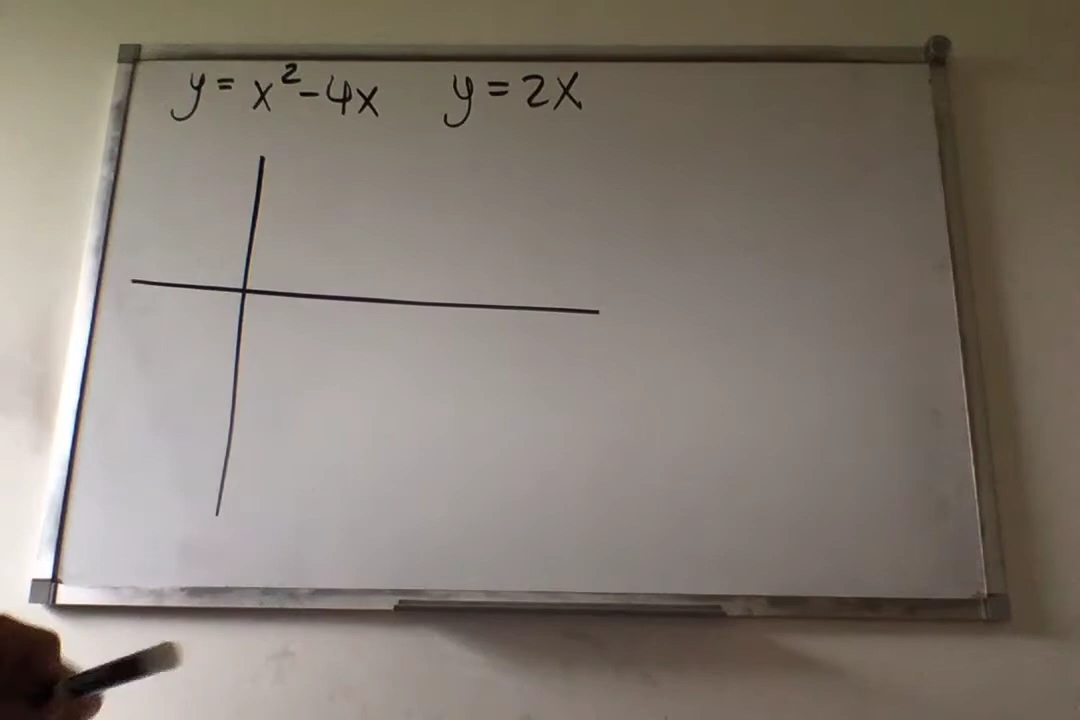 y = x² - 4x y = 2x